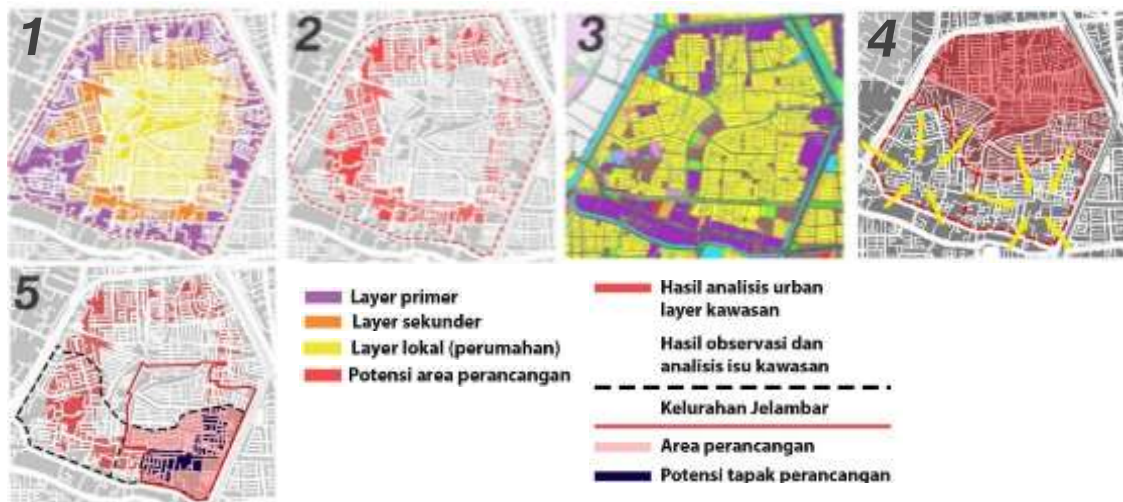 1
2
3
4
5
Layer primer
Layer sekunder
Layer lokal (perumahan)
Potensi area perancangan
Hasil analisis urban
layer kawasan
Hasil observasi dan
analisis isu kawasan
Kelurahan Jelambar
Area perancangan
Potensi tapak perancangan